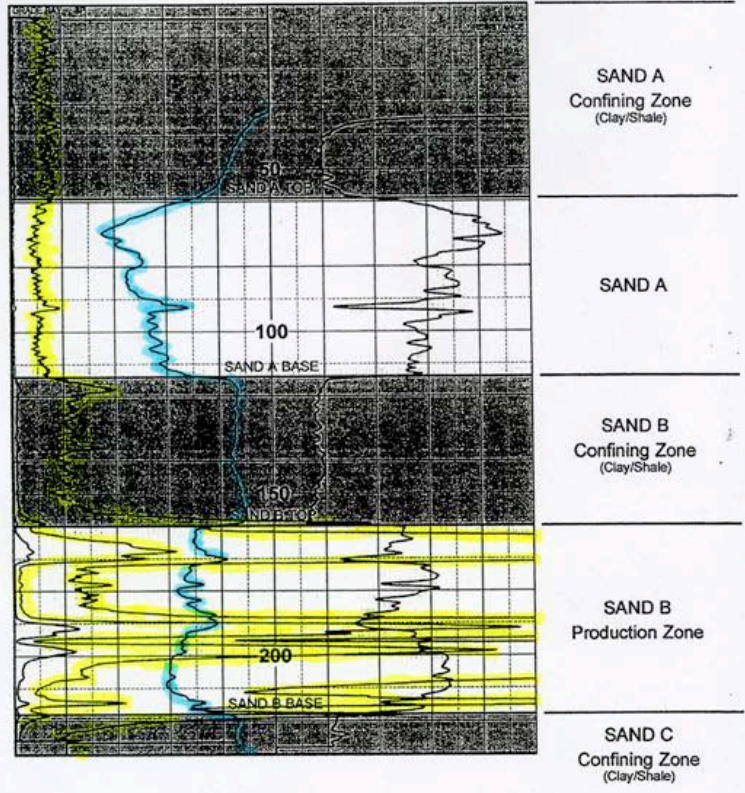 SAND A
Confining Zone
(Clay/Shale)
50
SAND A TOP
SAND A
100
SAND A BASE
SAND B
Confining Zone
(Clay/Shale)
150
SAND B TOP
SAND B
Production Zone
200
SAND B BASE
SAND C
Confining Zone
(Clay/Shale)